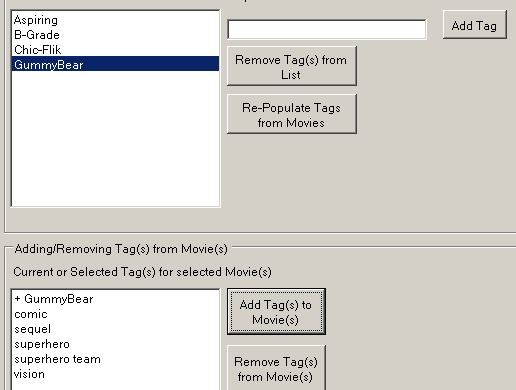 Aspiring
B-Grade
Chic-Flik
GummyBear
Add Tag
Remove Tag(s) from
List
Re-Populate Tags
from Movies
Adding/Removing Tag(s) from Movie(s)
Current or Selected Tag(s) for selected Movie(s)
+ GummyBear
comic
sequel
superhero
superhero team
vision
Add Tag(s) to
Movie(s)
Remove Tag(s)
from Movie(s)